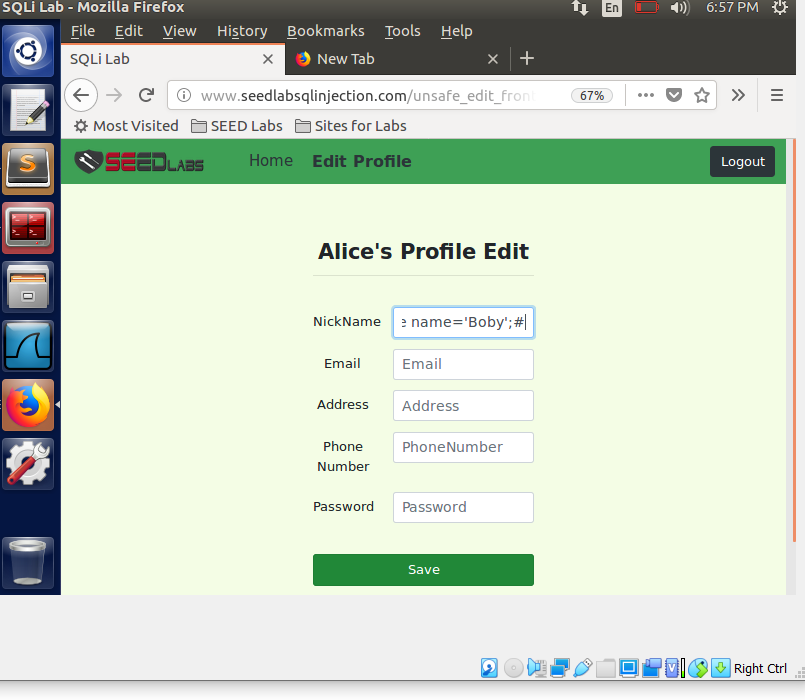 SQLi Lab - Mozilla Firefox
En
6:57 PM
File Edit View History Bookmarks Tools Help
SQLi Lab
New Tab
www.seedlabsqlinjection.com/unsafe_edit_fron
67%
Most Visited SEED Labs Sites for Labs
SEEDLABS
Home Edit Profile Logout
Alice's Profile Edit
NickName e name='Boby';#
Email Email
Address Address
Phone Number PhoneNumber
Password Password
Save
Right Ctrl